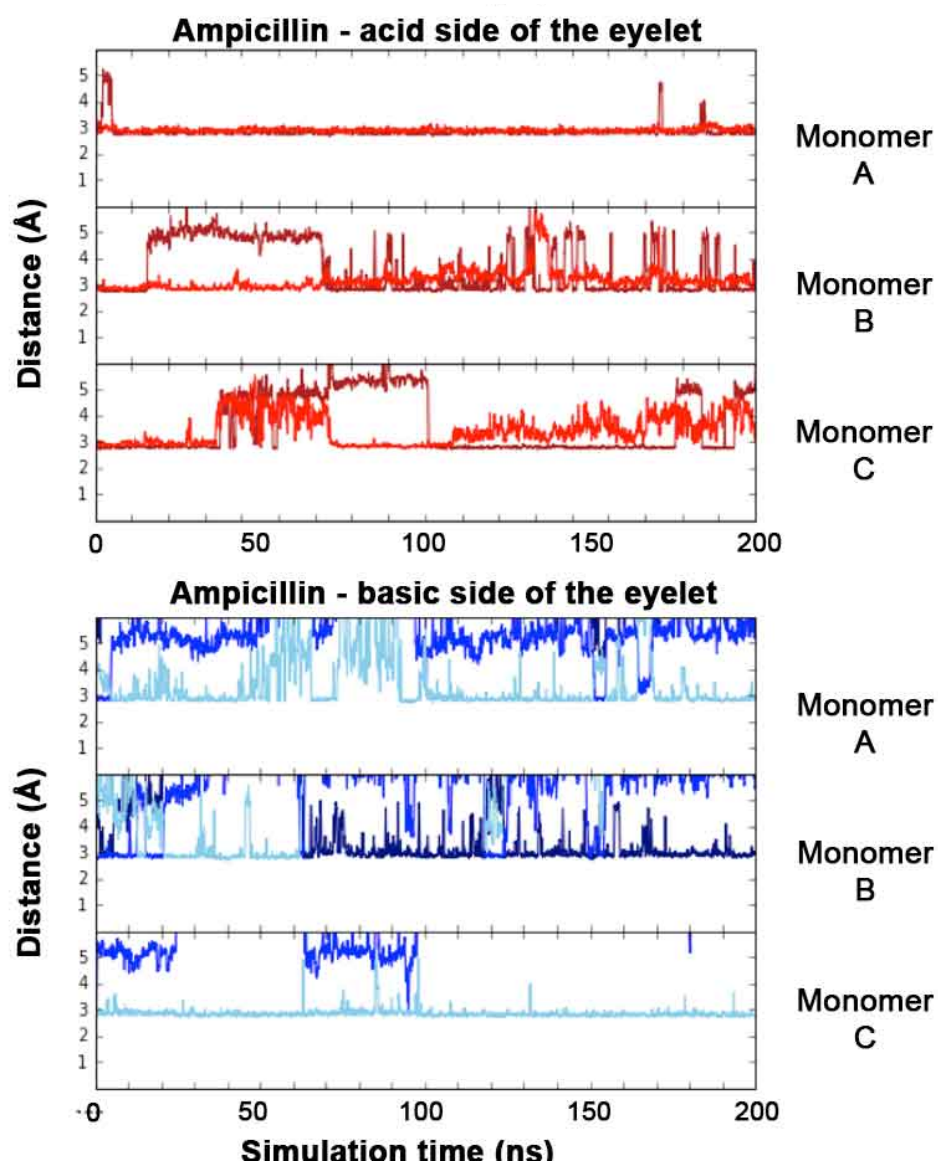 Ampicillin - acid side of the eyelet
5
4
3
2
1
Monomer
A
5
4
3
2
1
Monomer
B
5
4
3
2
1
Monomer
C
Distance (Å)
0 50 100 150 200
Ampicillin - basic side of the eyelet
5
4
3
2
1
Monomer
A
5
4
3
2
1
Monomer
B
5
4
3
2
1
Monomer
C
Distance (Å)
0 50 100 150 200
Simulation time (ns)